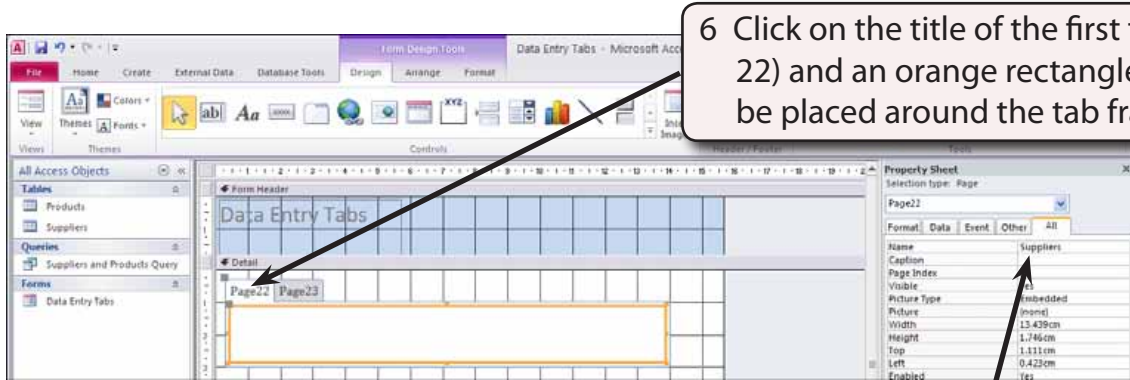 6 Click on the title of the first
22) and an orange rectangle
be placed around the tab fra
Form Design Tools
Data Entry Tabs - Microsoft Acc
File Home Create External Data Database Tools Design Arrange Format
View Themes Aa Colors A Fonts ab Aa XYZ
Views Themes Controls Header / Footer Tools
All Access Objects
Tables
Products
Suppliers
Queries
Suppliers and Products Query
Forms
Data Entry Tabs
Form Header
Data Entry Tabs
Detail
Page22 Page23
Property Sheet
Selection type: Page
Page22
Format Data Event Other All
Name Suppliers
Caption
Page Index
Visible Yes
Picture Type Embedded
Picture (none)
Width 13.439cm
Height 1.746cm
Top 1.111cm
Left 0.423cm
Enabled Yes